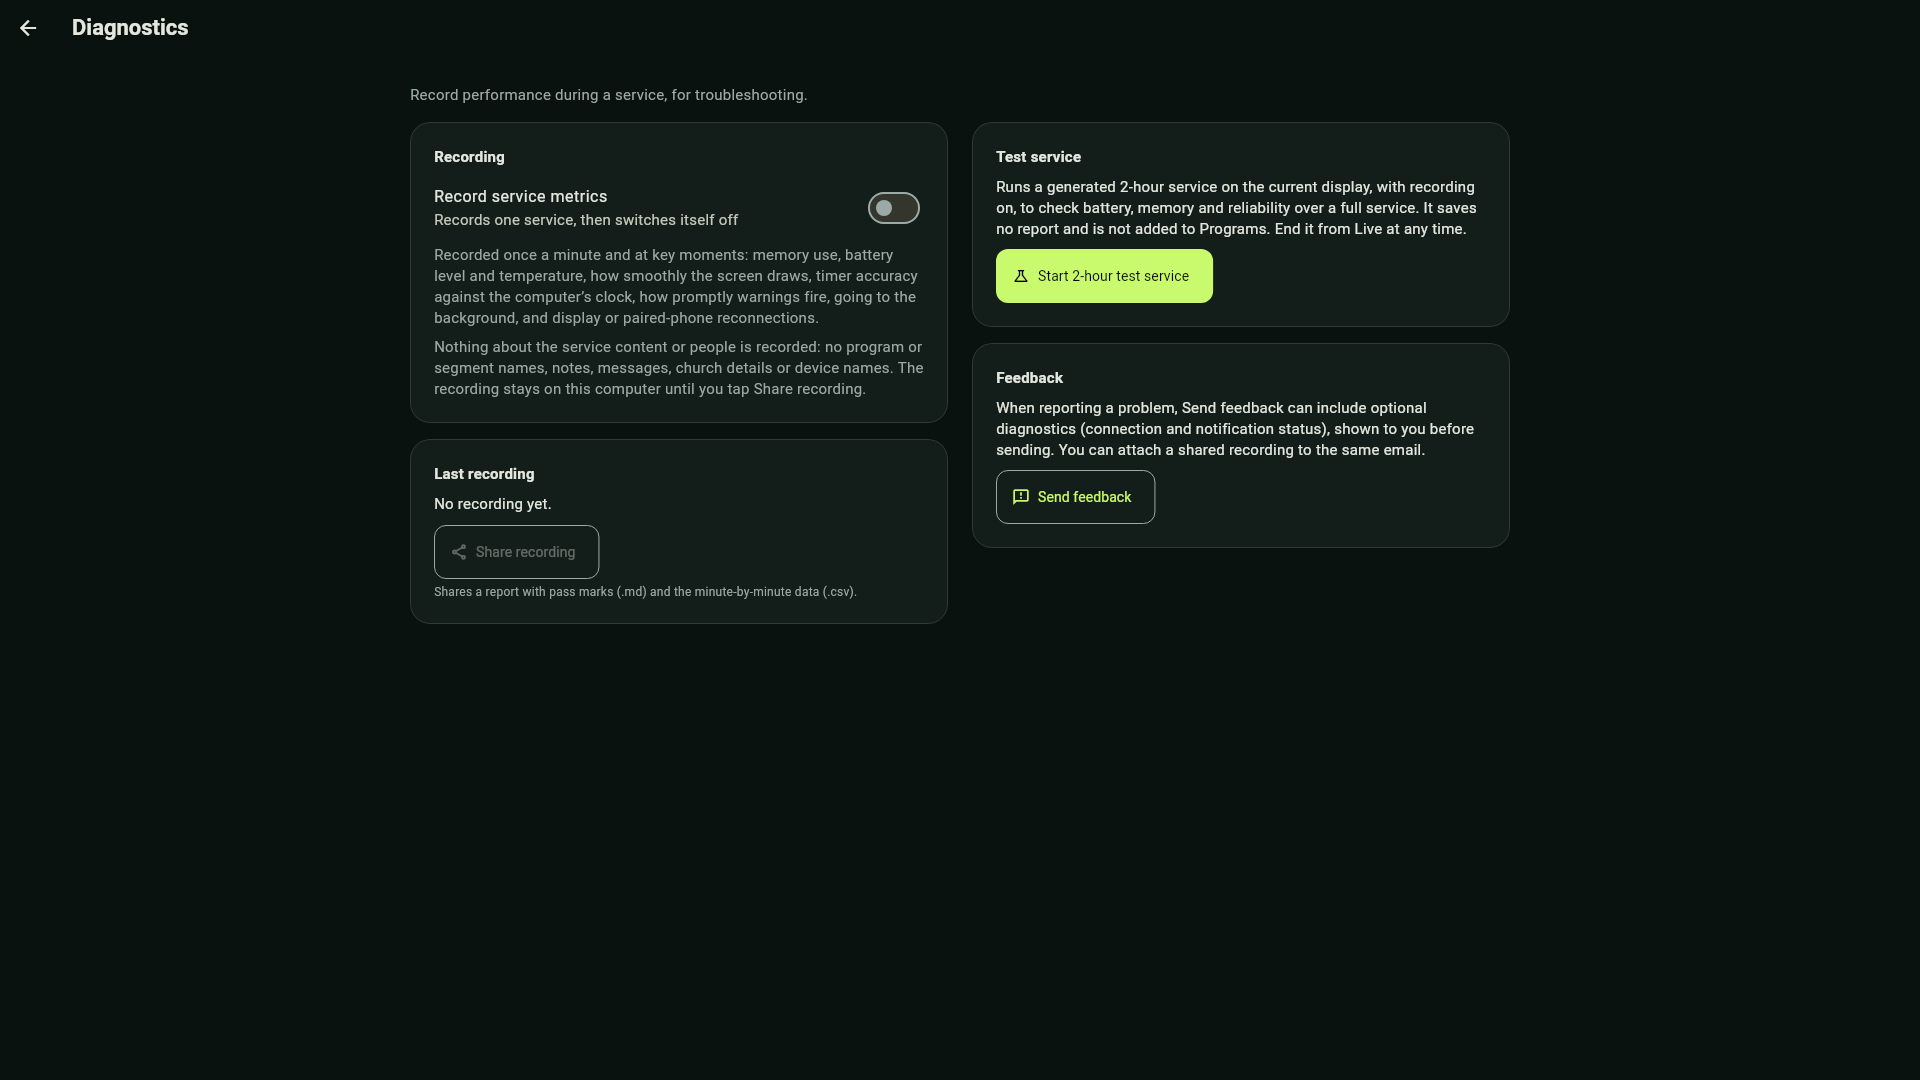 Diagnostics
Record performance during a service, for troubleshooting.
Recording
Record service metrics
Records one service, then switches itself off
Recorded once a minute and at key moments: memory use, battery
level and temperature, how smoothly the screen draws, timer accuracy
against the computer’s clock, how promptly warnings fire, going to the
background, and display or paired-phone reconnections.
Nothing about the service content or people is recorded: no program or
segment names, notes, messages, church details or device names. The
recording stays on this computer until you tap Share recording.
Last recording
No recording yet.
Share recording
Shares a report with pass marks (.md) and the minute-by-minute data (.csv).
Test service
Runs a generated 2-hour service on the current display, with recording
on, to check battery, memory and reliability over a full service. It saves
no report and is not added to Programs. End it from Live at any time.
Start 2-hour test service
Feedback
When reporting a problem, Send feedback can include optional
diagnostics (connection and notification status), shown to you before
sending. You can attach a shared recording to the same email.
Send feedback